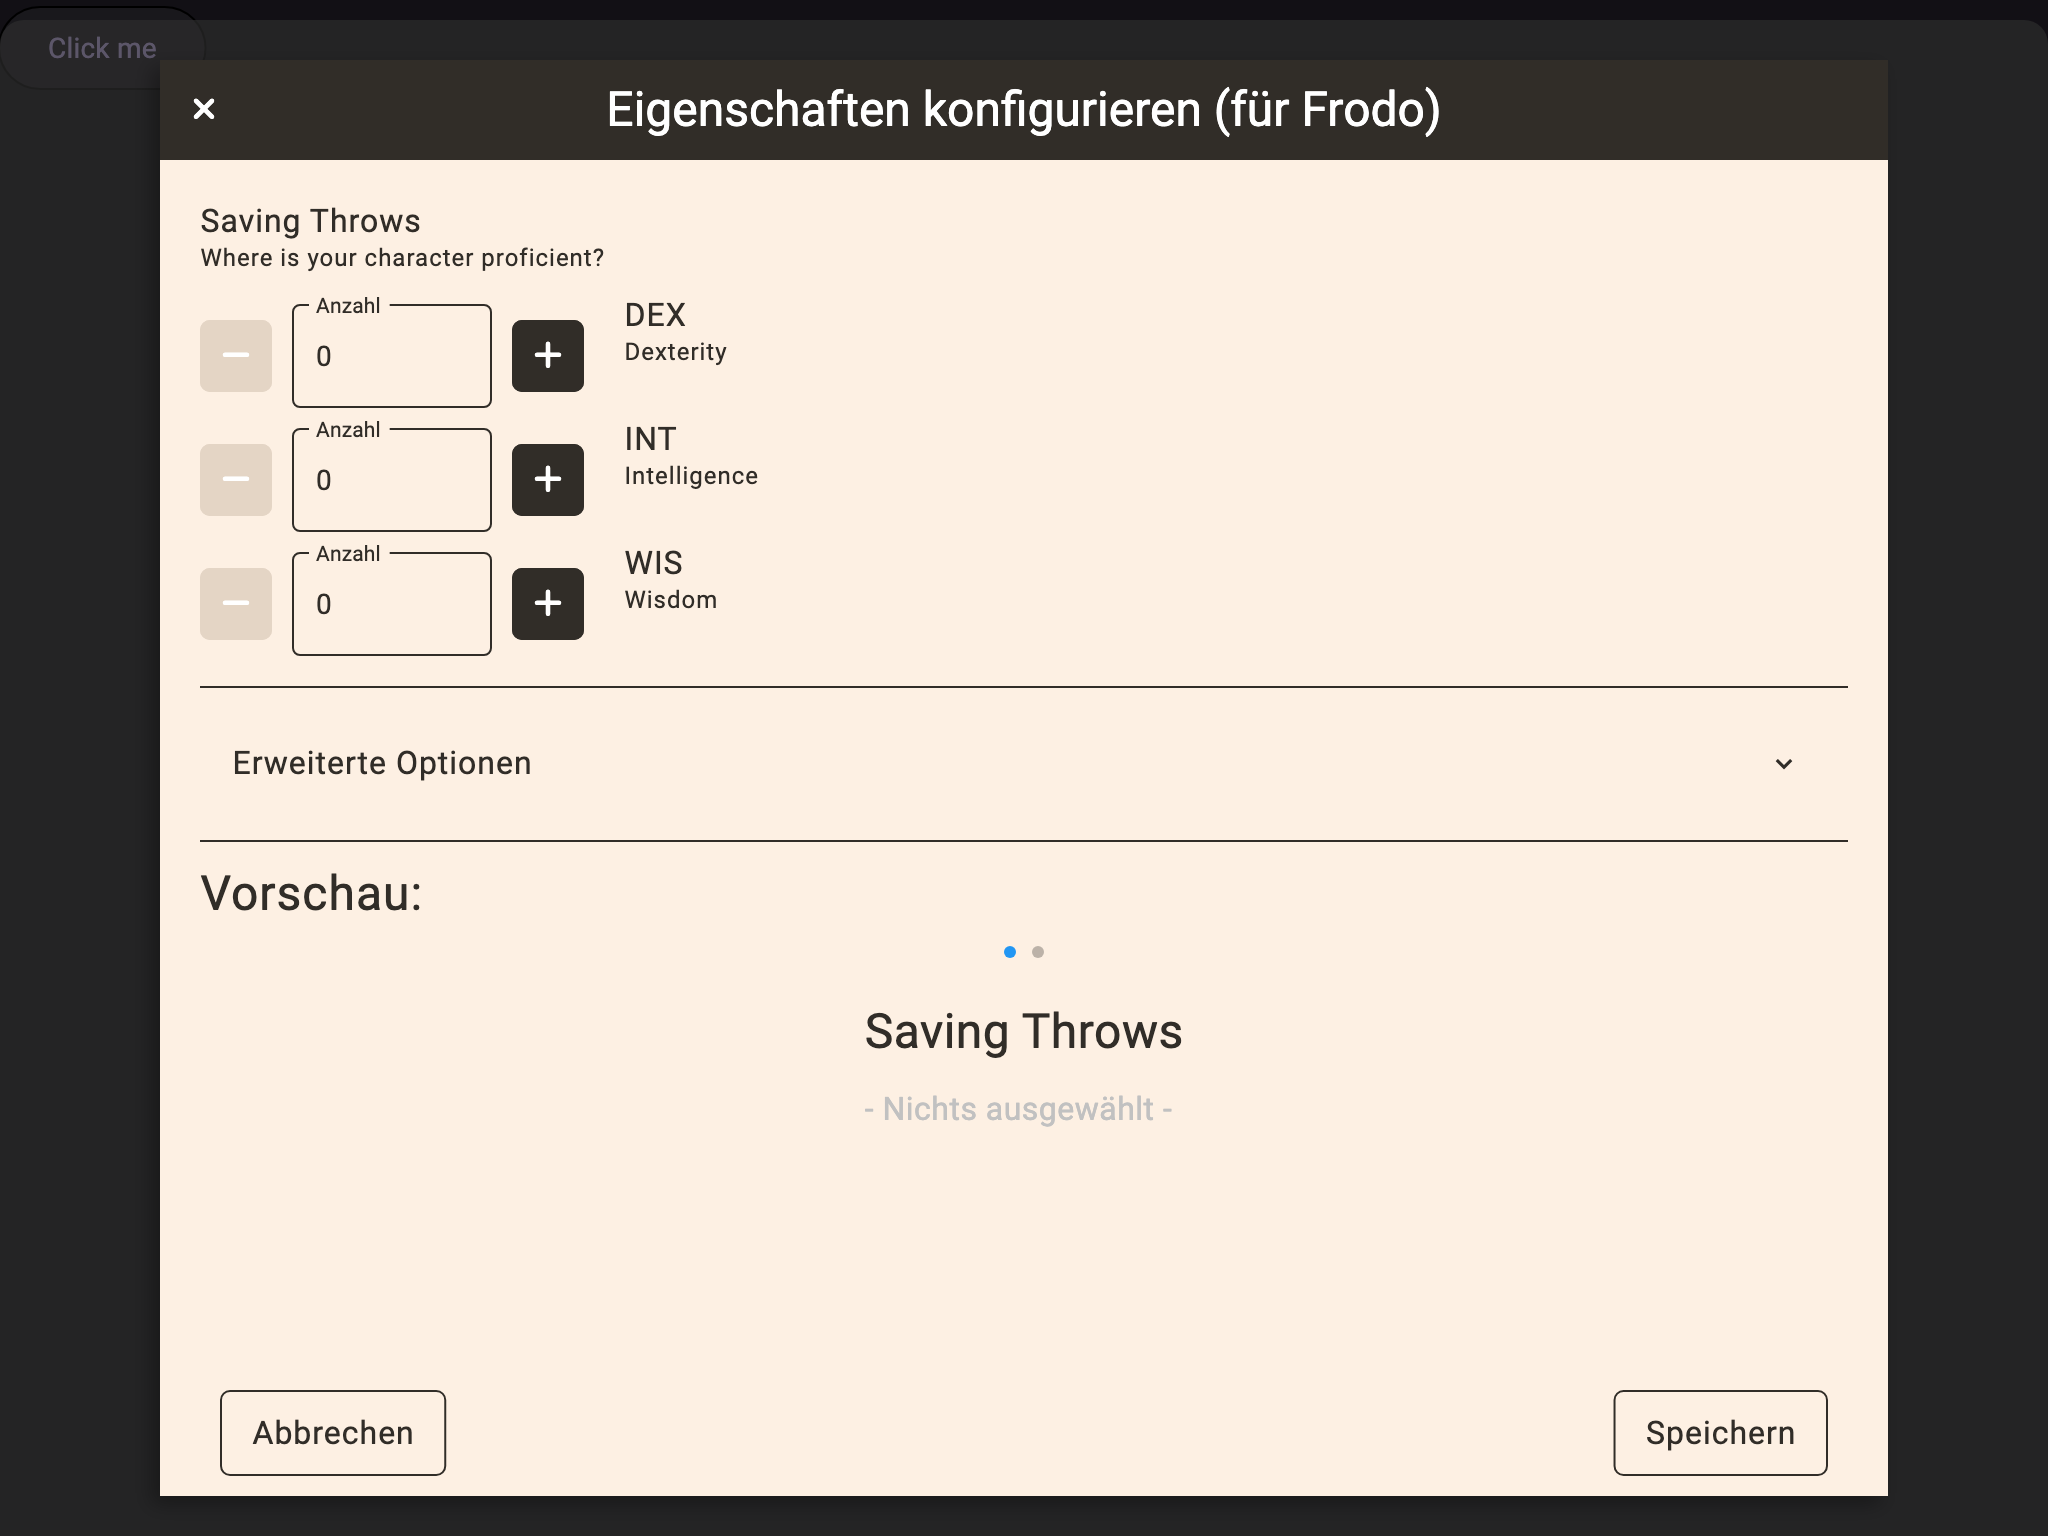 Click me
Eigenschaften konfigurieren (für Frodo)
Saving Throws
Where is your character proficient?
Anzahl
0
DEX
Dexterity
Anzahl
0
INT
Intelligence
Anzahl
0
WIS
Wisdom
Erweiterte Optionen
Vorschau:
Saving Throws
- Nichts ausgewählt -
Abbrechen
Speichern